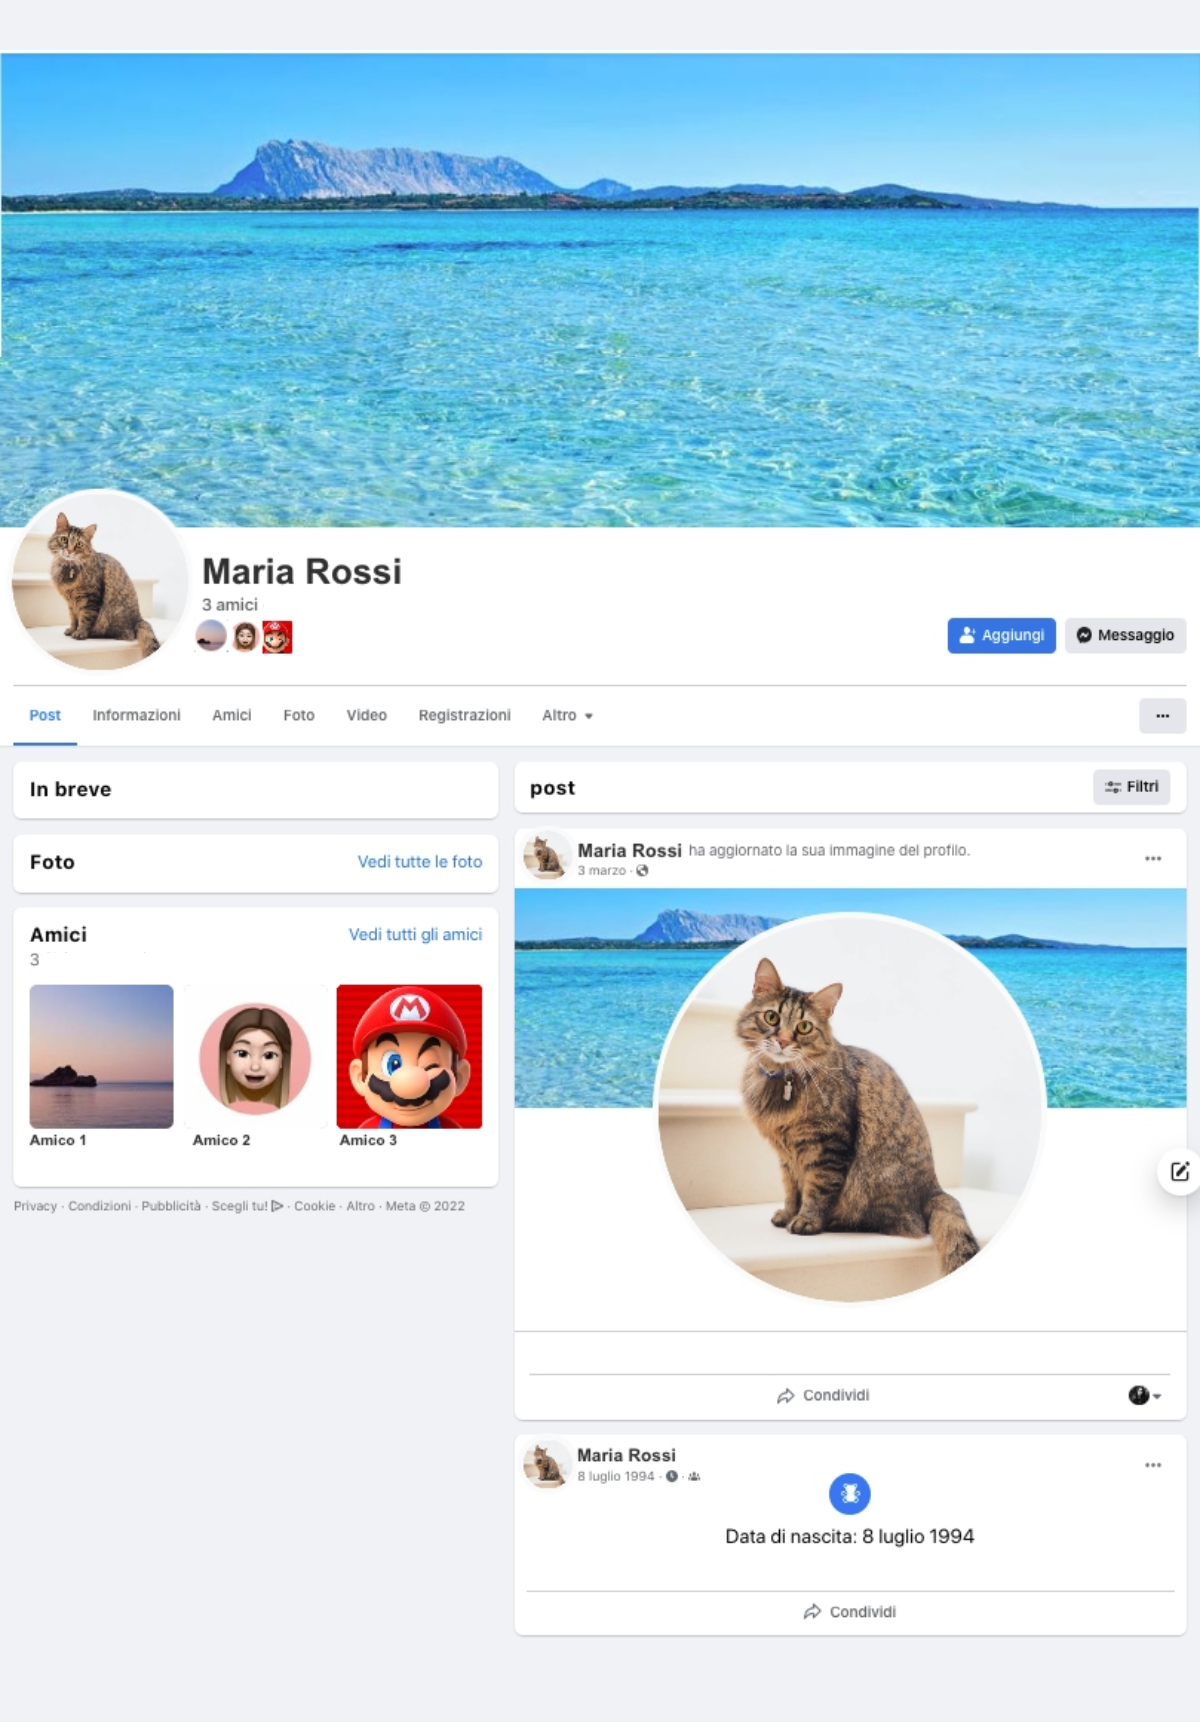 Maria Rossi
3 amici
Aggiungi
Messaggio
Post Informazioni Amici Foto Video Registrazioni Altro
In breve
Foto Vedi tutte le foto
Amici Vedi tutti gli amici
3
Amico 1 Amico 2 Amico 3
Privacy · Condizioni · Pubblicità · Scegli tu! · Cookie · Altro · Meta © 2022
post Filtri
Maria Rossi ha aggiornato la sua immagine del profilo.
3 marzo ·
Condividi
Maria Rossi
8 luglio 1994 · ·
Data di nascita: 8 luglio 1994
Condividi